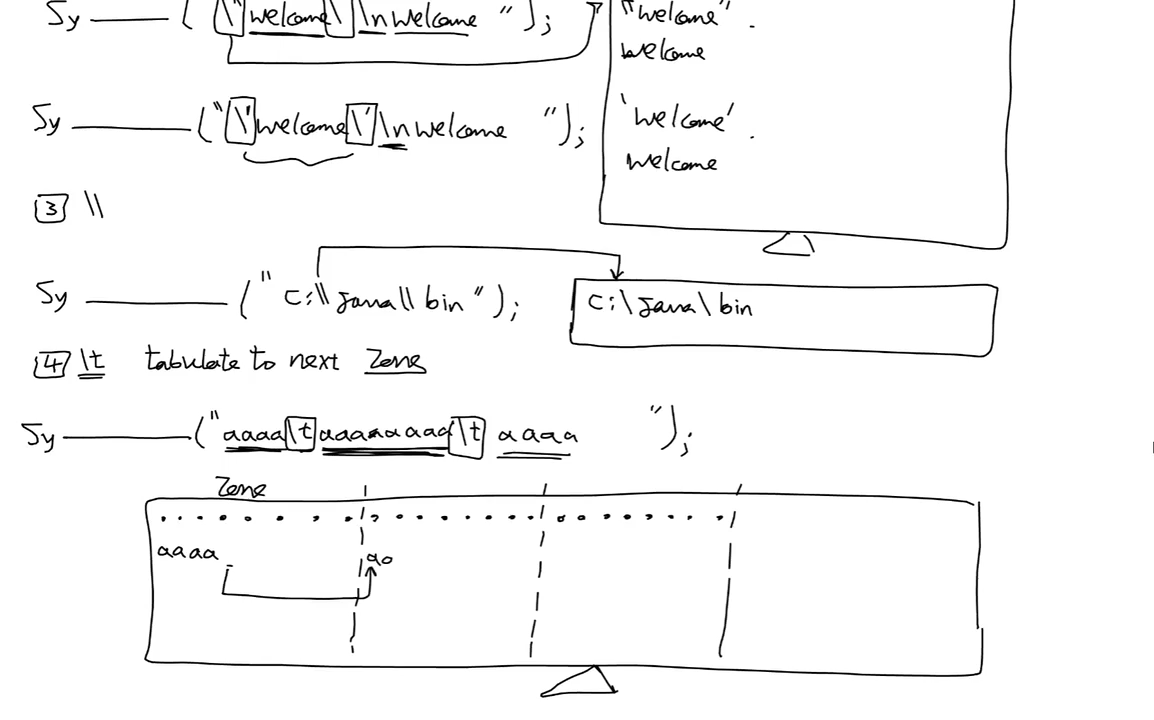 Sy ( "\"welcome\"\nwelcome ");
"welcome"
welcome
Sy ("\'welcome\'\nwelcome ");
'welcome'
welcome
3 \\
Sy ("C:\\java\\bin");
C:\java\bin
4 \t tabulate to next Zone
Sy ("aaaa\taaaaaaaa\t aaaa ");
Zone
aaaa aa